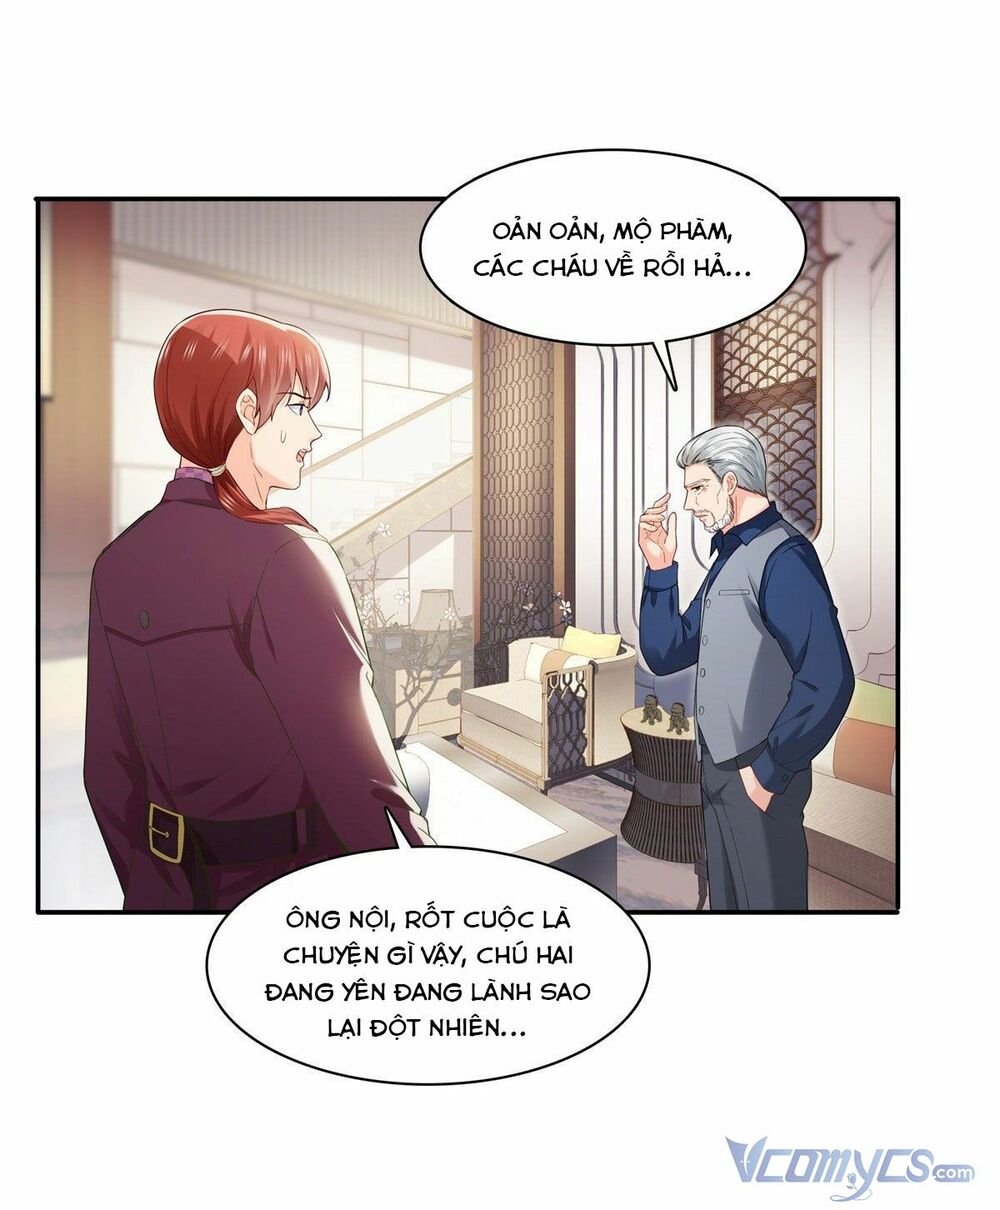 OẢN OẢN, MỘ PHÀM,
CÁC CHÁU VỀ RỒI HẢ...
ÔNG NỘI, RỐT CUỘC LÀ
CHUYỆN GÌ VẬY, CHÚ HAI
ĐANG YÊN ĐANG LÀNH SAO
LẠI ĐỘT NHIÊN...
VCOMYCS.com